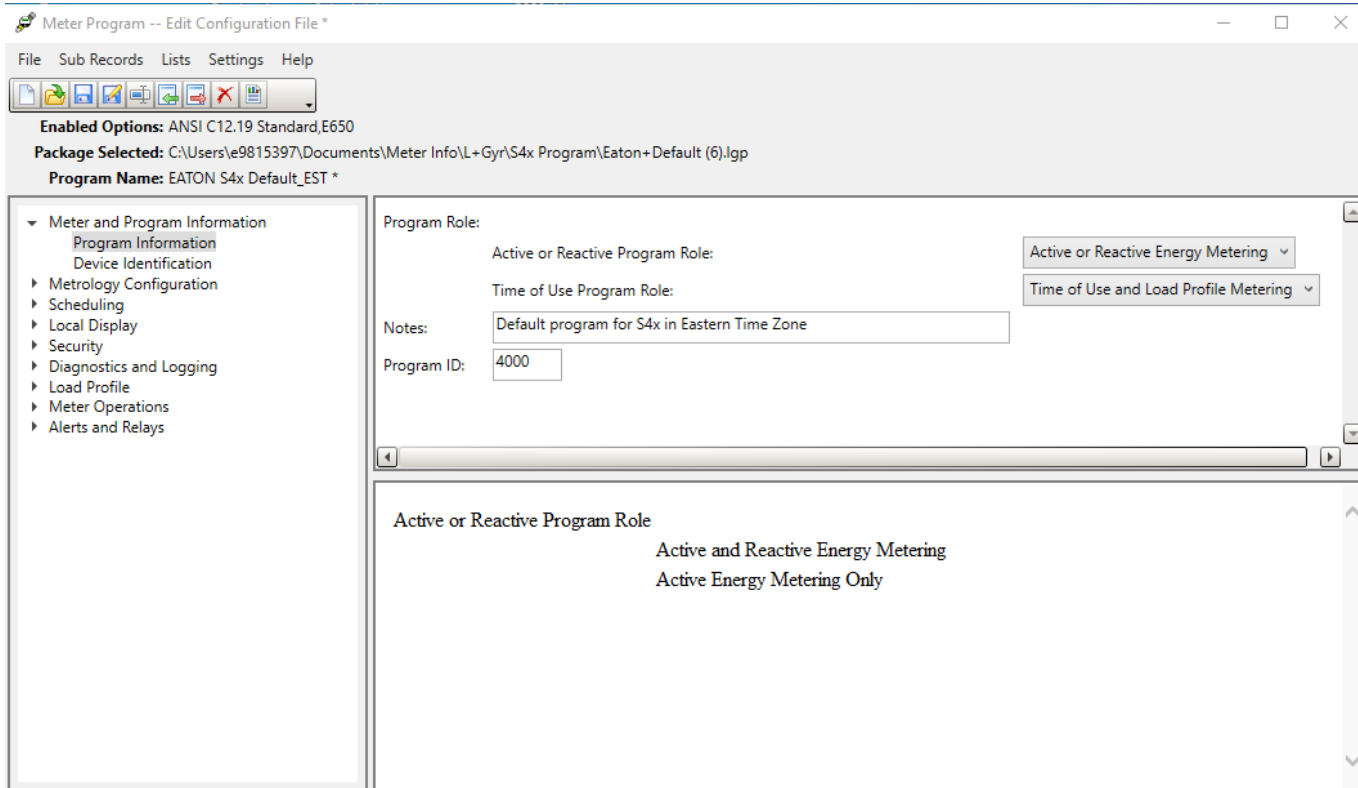 Meter Program -- Edit Configuration File *
File Sub Records Lists Settings Help
Enabled Options: ANSI C12.19 Standard,E650
Package Selected: C:\Users\e9815397\Documents\Meter Info\L+Gyr\S4x Program\Eaton+Default (6).lgp
Program Name: EATON S4x Default_EST *
Meter and Program Information
Program Information
Device Identification
Metrology Configuration
Scheduling
Local Display
Security
Diagnostics and Logging
Load Profile
Meter Operations
Alerts and Relays
Program Role:
Active or Reactive Program Role: Active or Reactive Energy Metering
Time of Use Program Role: Time of Use and Load Profile Metering
Notes: Default program for S4x in Eastern Time Zone
Program ID: 4000
Active or Reactive Program Role
Active and Reactive Energy Metering
Active Energy Metering Only